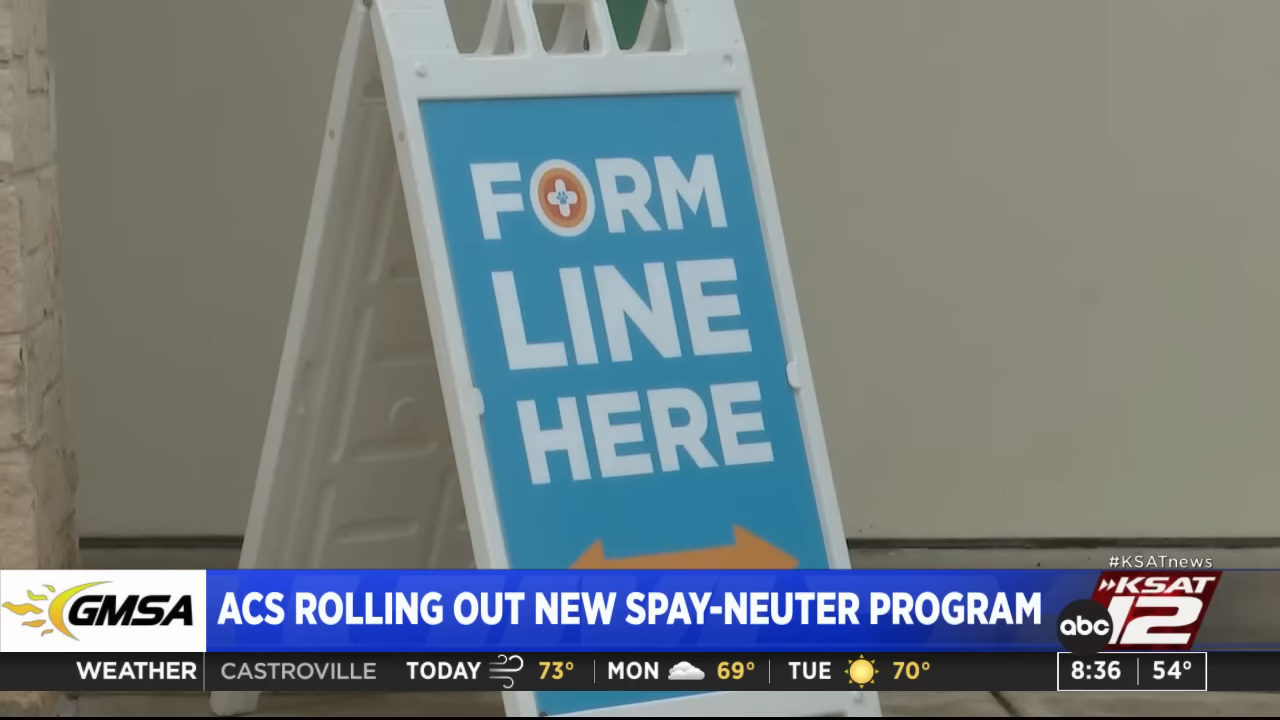 FORM
LINE
HERE
#KSATnews
GMSA
ACS ROLLING OUT NEW SPAY-NEUTER PROGRAM
KSAT
abc 12
WEATHER CASTROVILLE TODAY 73° MON 69° TUE 70° 8:36 54°